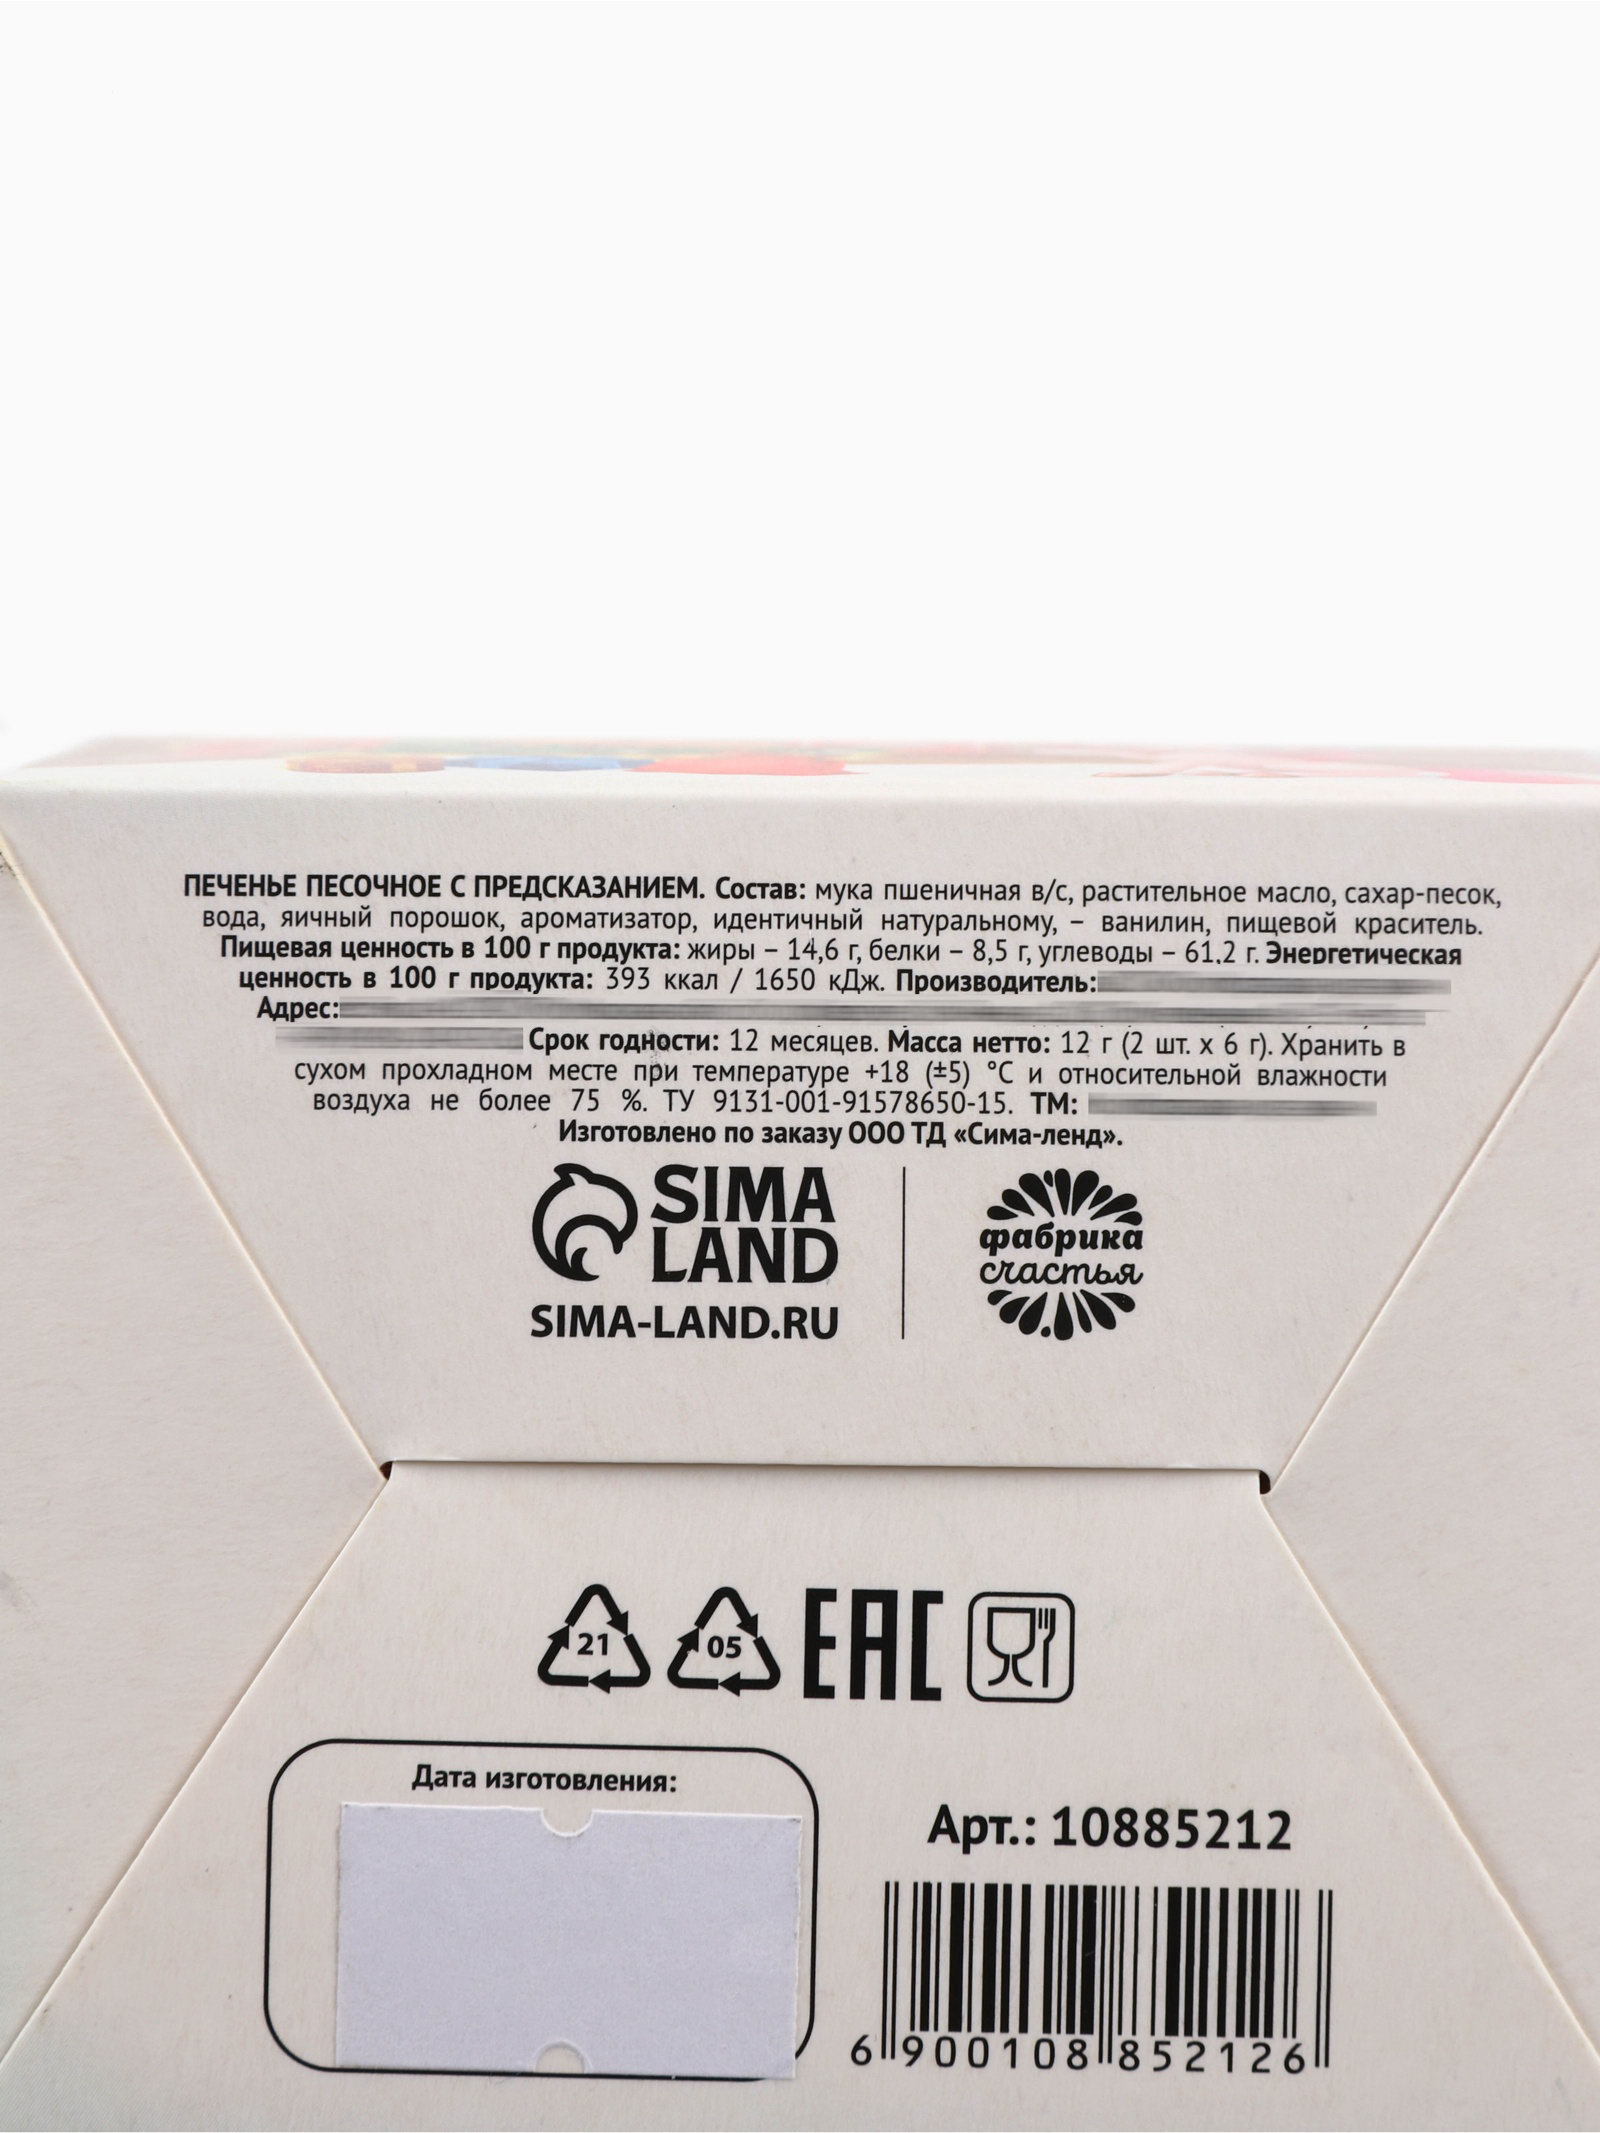 ПЕЧЕНЬЕ ПЕСОЧНОЕ С ПРЕДСКАЗАНИЕМ. Состав: мука пшеничная в/с, растительное масло, сахар-песок,
вода, яичный порошок, ароматизатор, идентичный натуральному, – ванилин, пищевой краситель.
Пищевая ценность в 100 г продукта: жиры – 14,6 г, белки – 8,5 г, углеводы – 61,2 г. Энергетическая
ценность в 100 г продукта: 393 ккал / 1650 кДж. Производитель:
Адрес:
Срок годности: 12 месяцев. Масса нетто: 12 г (2 шт. х 6 г). Хранить в
сухом прохладном месте при температуре +18 (±5) °С и относительной влажности
воздуха не более 75 %. ТУ 9131-001-91578650-15. ТМ:
Изготовлено по заказу ООО ТД «Сима-ленд».
SIMA
LAND
SIMA-LAND.RU
фабрика
счастья
21
05
EAC
Дата изготовления:
Арт.: 10885212
6 900108 852126